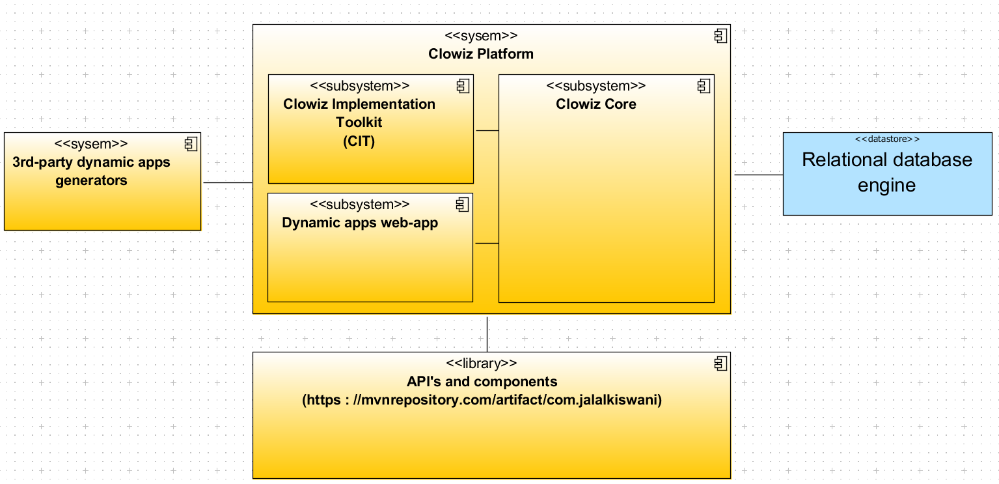 <<sysem>>
Clowiz Platform
<<subsystem>>
Clowiz Implementation
Toolkit
(CIT)
<<subsystem>>
Clowiz Core
<<sysem>>
3rd-party dynamic apps
generators
<<datastore>>
Relational database
engine
<<subsystem>>
Dynamic apps web-app
<<library>>
API's and components
(https : //mvnrepository.com/artifact/com.jalalkiswani)